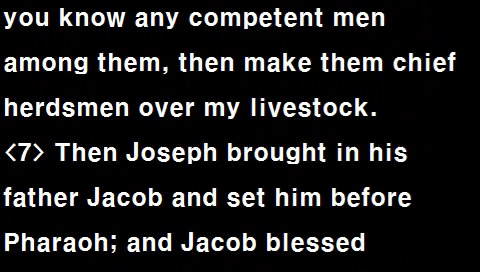 you know any competent men
among them, then make them chief
herdsmen over my livestock.
<7> Then Joseph brought in his
father Jacob and set him before
Pharaoh; and Jacob blessed